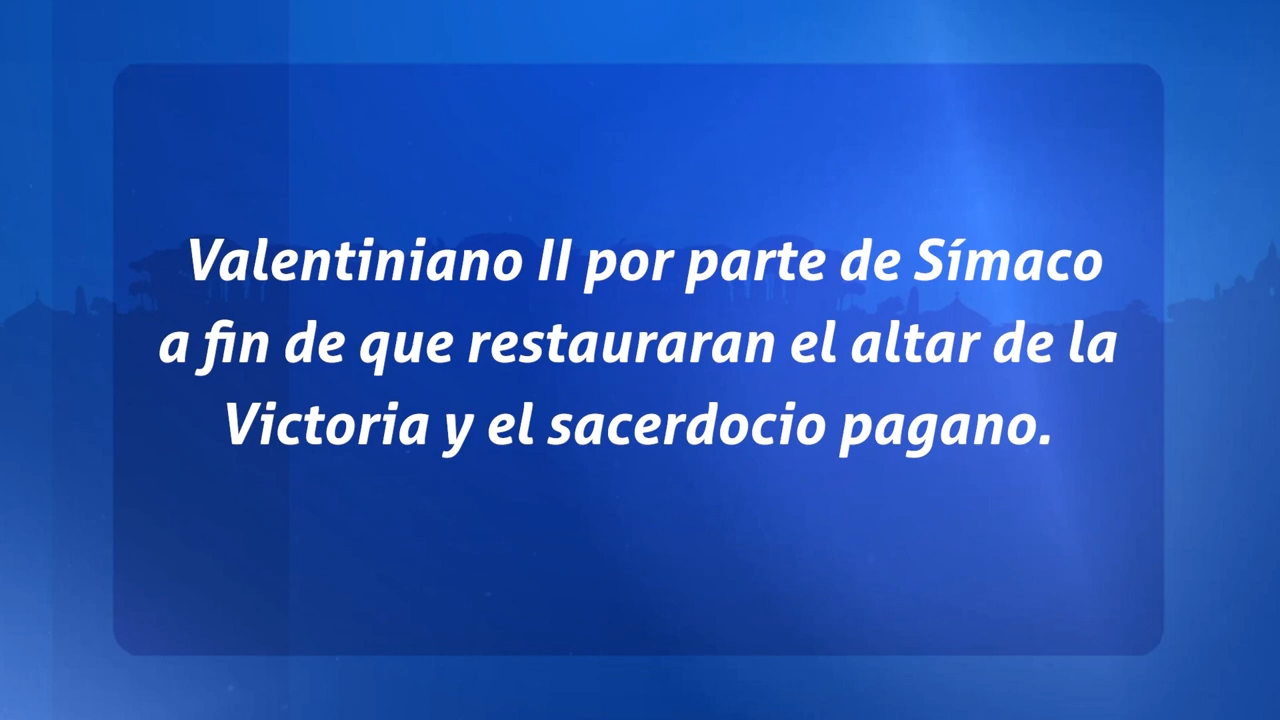 Valentiniano II por parte de Símaco
a fin de que restauraran el altar de la
Victoria y el sacerdocio pagano.